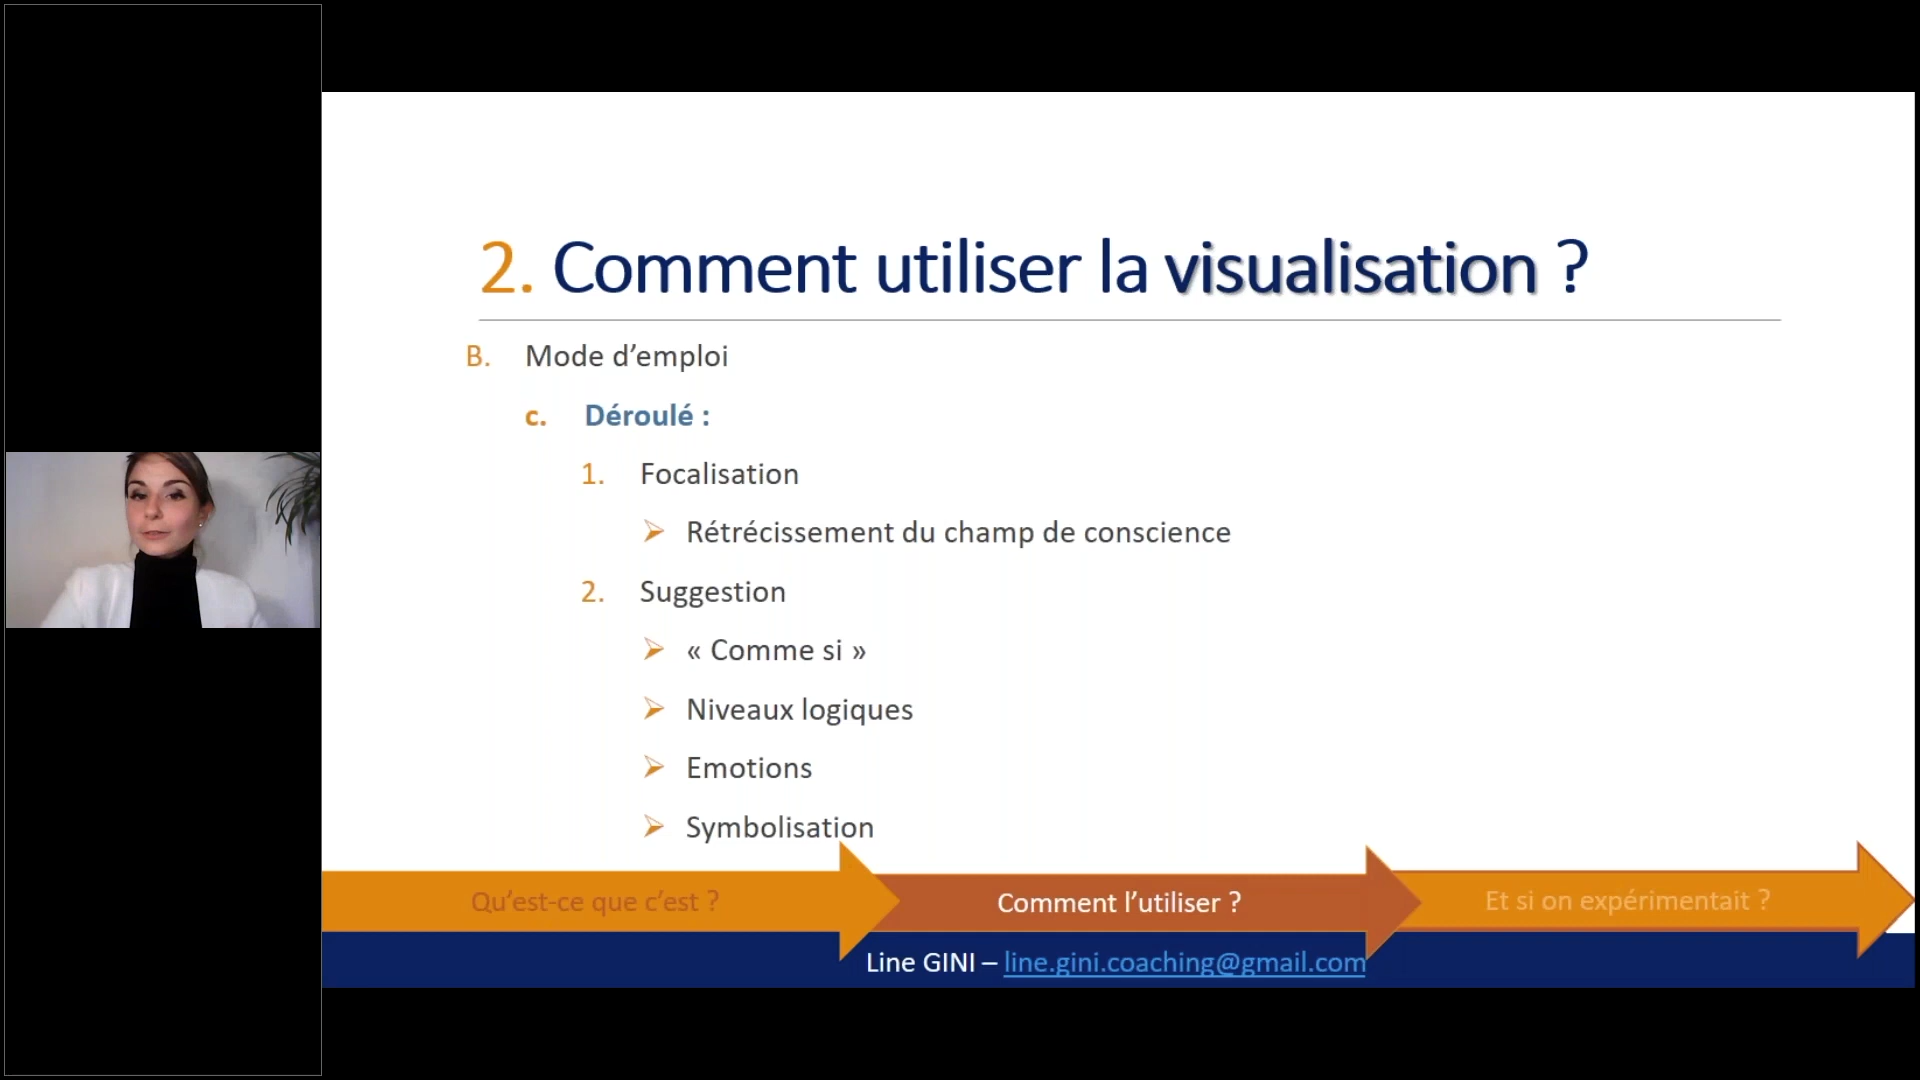 2. Comment utiliser la visualisation ?
B. Mode d’emploi
c. Déroulé :
1. Focalisation
Rétrécissement du champ de conscience
2. Suggestion
« Comme si »
Niveaux logiques
Emotions
Symbolisation
Qu’est-ce que c’est ?
Comment l’utiliser ?
Et si on expérimentait ?
Line GINI – line.gini.coaching@gmail.com